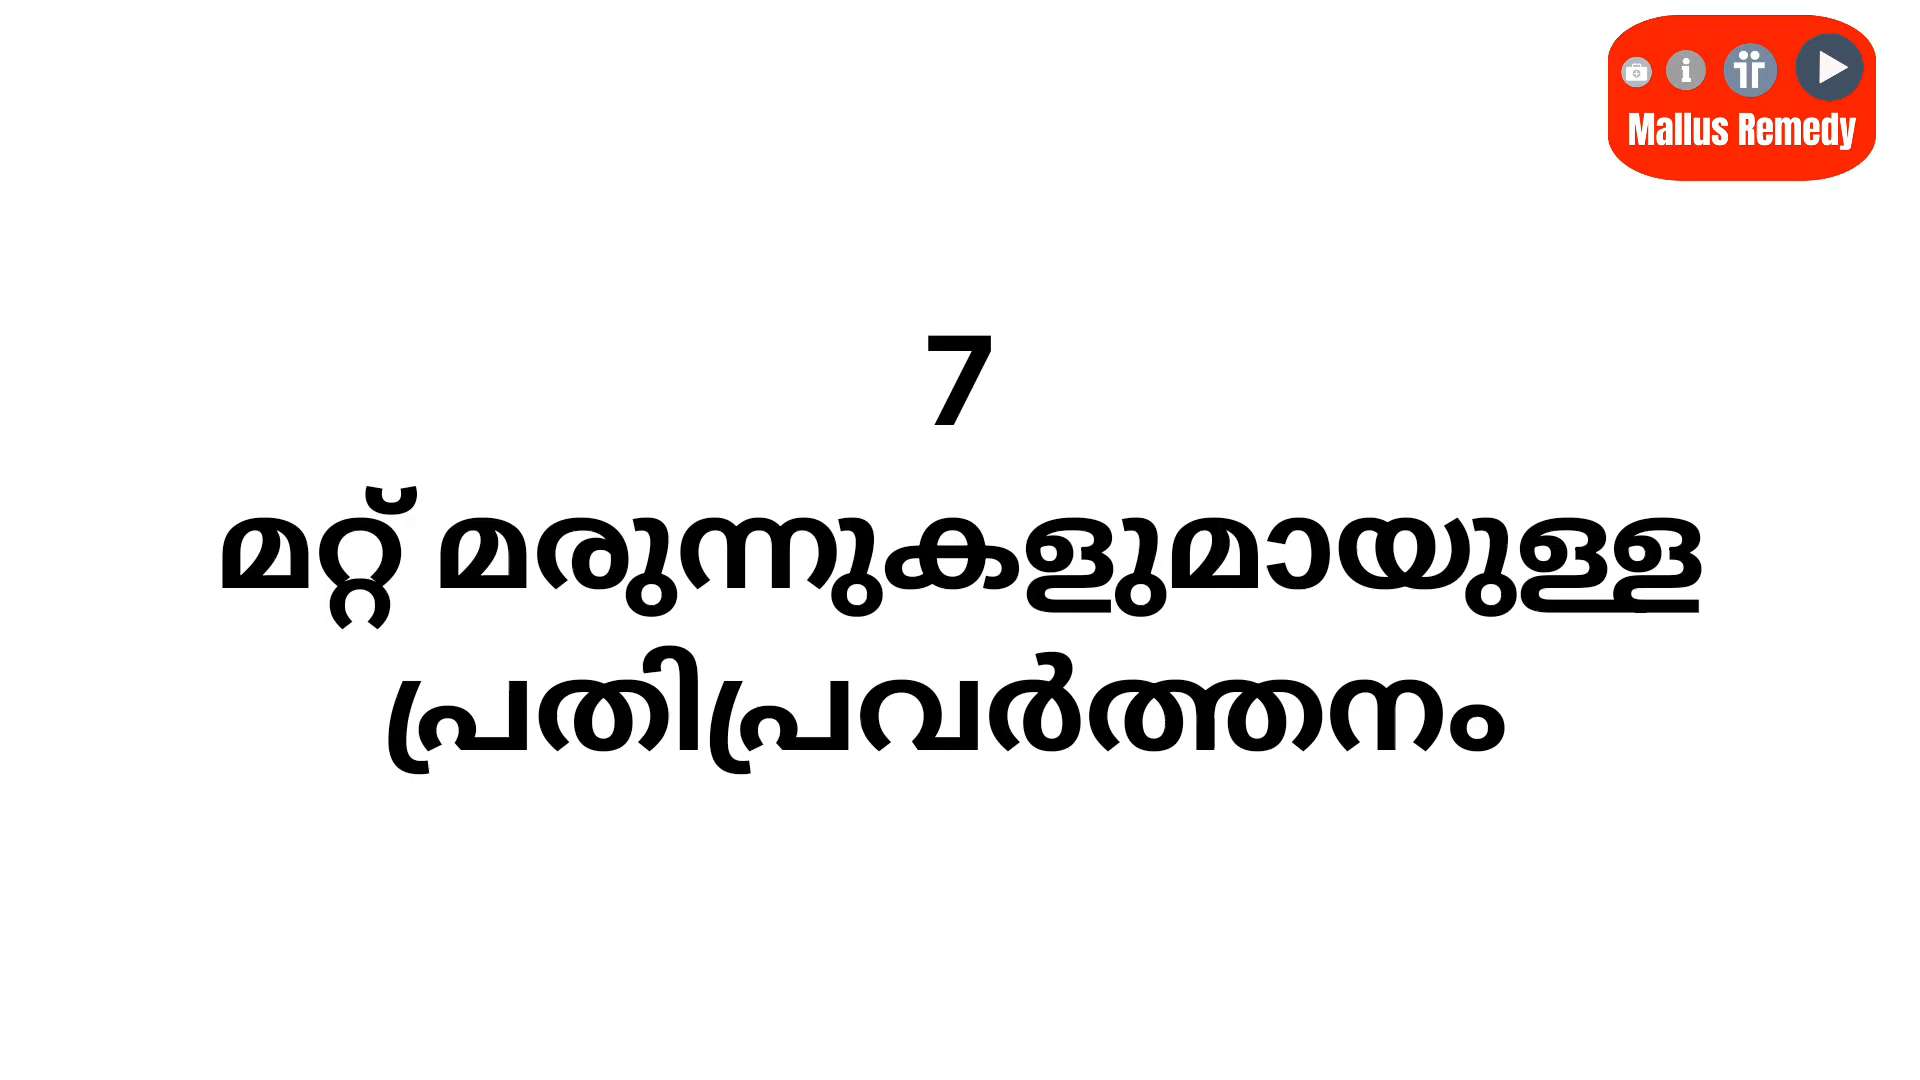 Mallus Remedy
7
മറ്റ് മരുന്നുകളുമായുള്ള
പ്രതിപ്രവർത്തനം